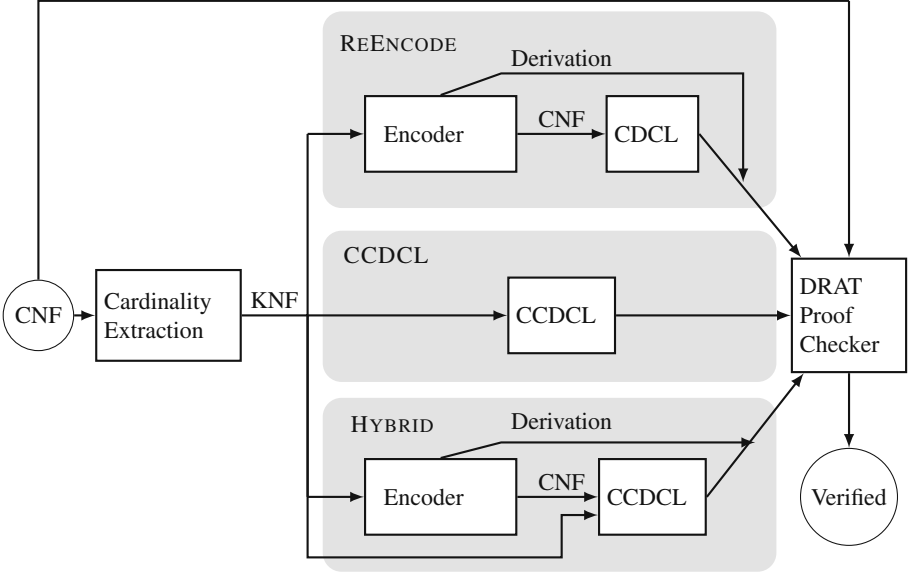 REENCODE
Derivation
Encoder
CNF
CDCL
CNF
Cardinality
Extraction
KNF
CCDCL
CCDCL
DRAT
Proof
Checker
HYBRID
Derivation
Encoder
CNF
CCDCL
Verified